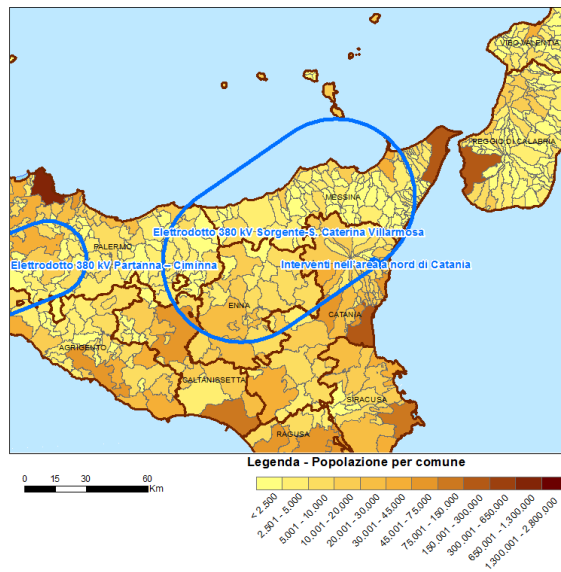 VIBO VALENTIA
REGGIO DI CALABRIA
MESSINA
Elettrodotto 380 kV Sorgente-S. Caterina Villarmosa
PALERMO
Elettrodotto 380 kV Partanna – Ciminna
Interventi nell'area a nord di Catania
ENNA
CATANIA
AGRIGENTO
CALTANISSETTA
SIRACUSA
RAGUSA
Legenda - Popolazione per comune
0 15 30 60
Km
< 2.500
2.501 - 5.000
5.001 - 10.000
10.001 - 20.000
20.001 - 30.000
30.001 - 45.000
45.001 - 75.000
75.001 - 150.000
150.001 - 300.000
300.001 - 650.000
650.001 - 1.300.000
1.300.001 - 2.800.000